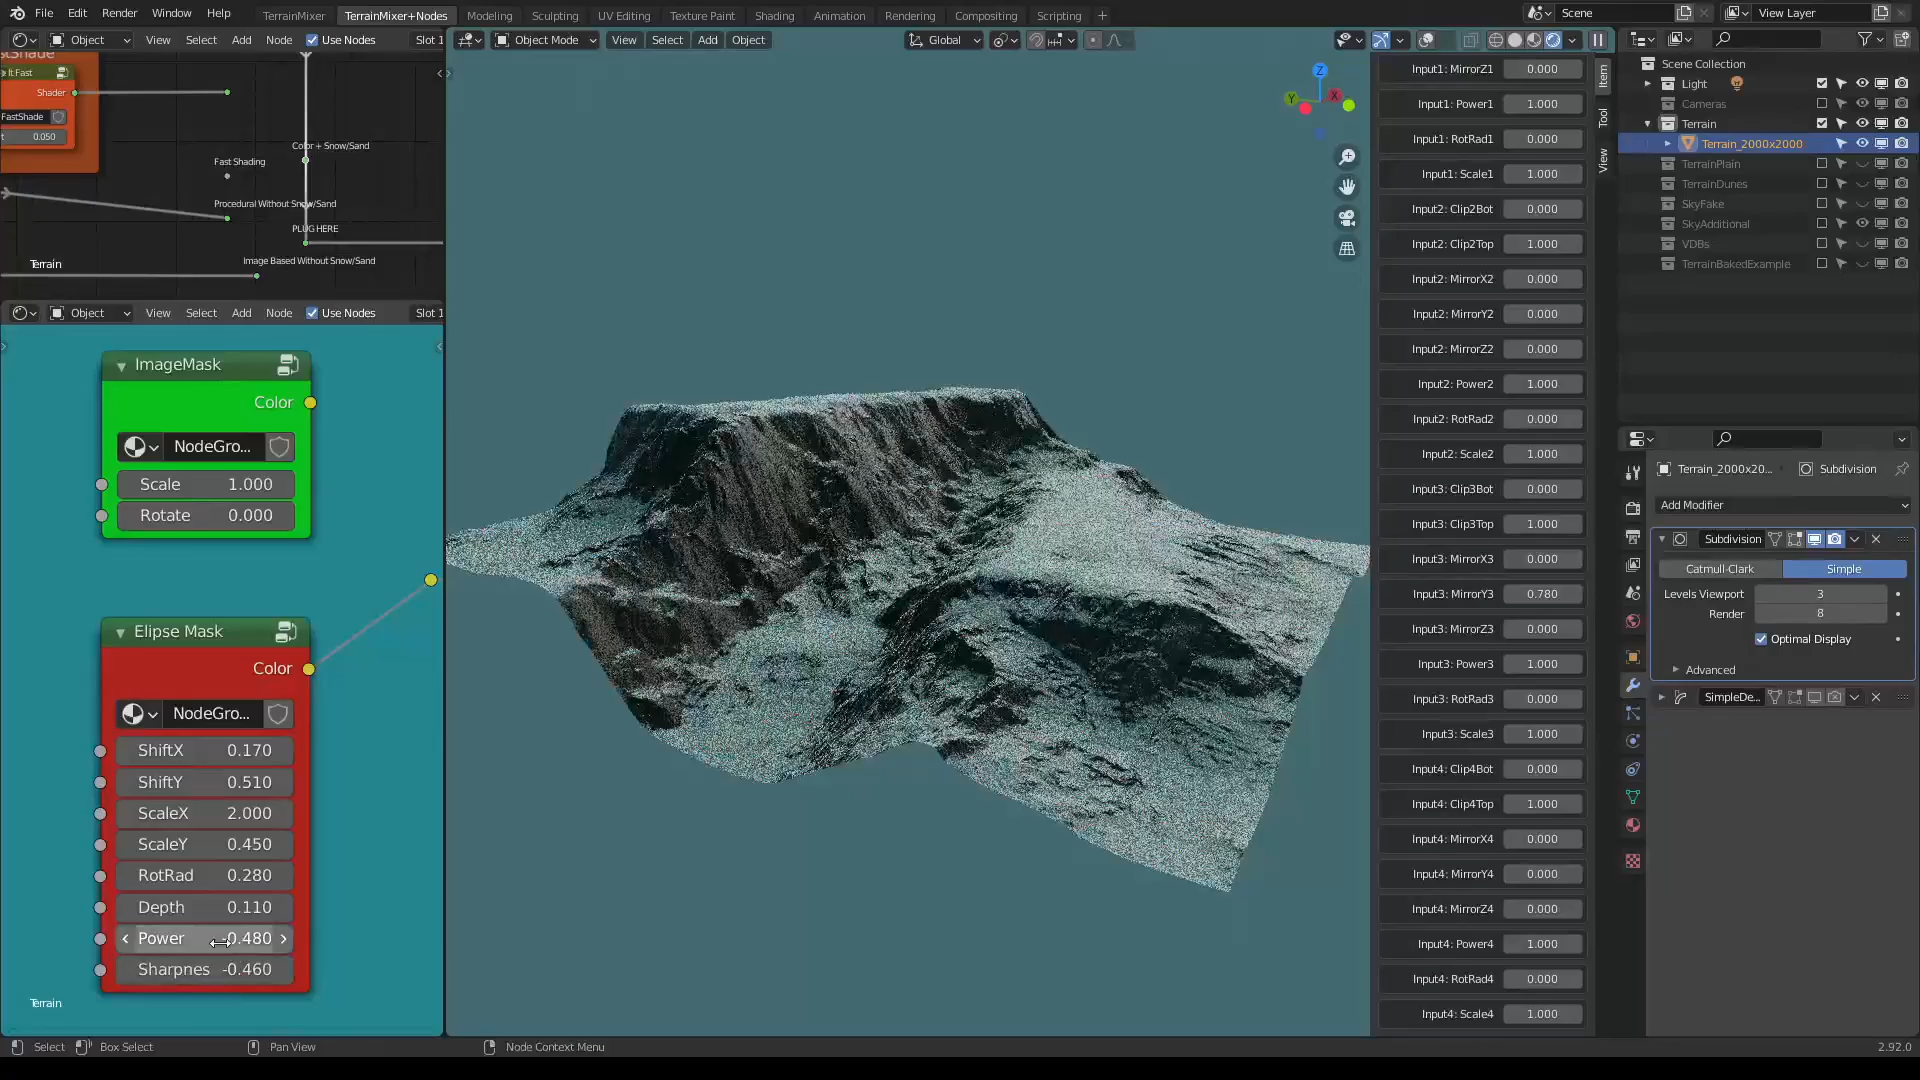 File Edit Render Window Help TerrainMixer TerrainMixer+Nodes Modeling Sculpting UV Editing Texture Paint Shading Animation Rendering Compositing Scripting + Scene View Layer
Object View Select Add Node Use Nodes Slot 1
Object Mode View Select Add Object Global
lt Fast
Shader
FastShade
0.050
Color + Snow/Sand
Fast Shading
Procedural Without Snow/Sand
PLUG HERE
Image Based Without Snow/Sand
Terrain
Object View Select Add Node Use Nodes Slot 1
ImageMask
Color
NodeGro...
Scale 1.000
Rotate 0.000
Elipse Mask
Color
NodeGro...
ShiftX 0.170
ShiftY 0.510
ScaleX 2.000
ScaleY 0.450
RotRad 0.280
Depth 0.110
Power -0.480
Sharpnes -0.460
Terrain
Z
Y
X
Input1: MirrorZ1 0.000
Input1: Power1 1.000
Input1: RotRad1 0.000
Input1: Scale1 1.000
Input2: Clip2Bot 0.000
Input2: Clip2Top 1.000
Input2: MirrorX2 0.000
Input2: MirrorY2 0.000
Input2: MirrorZ2 0.000
Input2: Power2 1.000
Input2: RotRad2 0.000
Input2: Scale2 1.000
Input3: Clip3Bot 0.000
Input3: Clip3Top 1.000
Input3: MirrorX3 0.000
Input3: MirrorY3 0.780
Input3: MirrorZ3 0.000
Input3: Power3 1.000
Input3: RotRad3 0.000
Input3: Scale3 1.000
Input4: Clip4Bot 0.000
Input4: Clip4Top 1.000
Input4: MirrorX4 0.000
Input4: MirrorY4 0.000
Input4: MirrorZ4 0.000
Input4: Power4 1.000
Input4: RotRad4 0.000
Input4: Scale4 1.000
Item
Tool
View
Scene Collection
Light
Cameras
Terrain
Terrain_2000x2000
TerrainPlain
TerrainDunes
SkyFake
SkyAdditional
VDBs
TerrainBakedExample
Terrain_2000x20... Subdivision
Add Modifier
Subdivision
Catmull-Clark Simple
Levels Viewport 3
Render 8
Optimal Display
Advanced
SimpleDe...
Select Box Select Pan View Node Context Menu 2.92.0